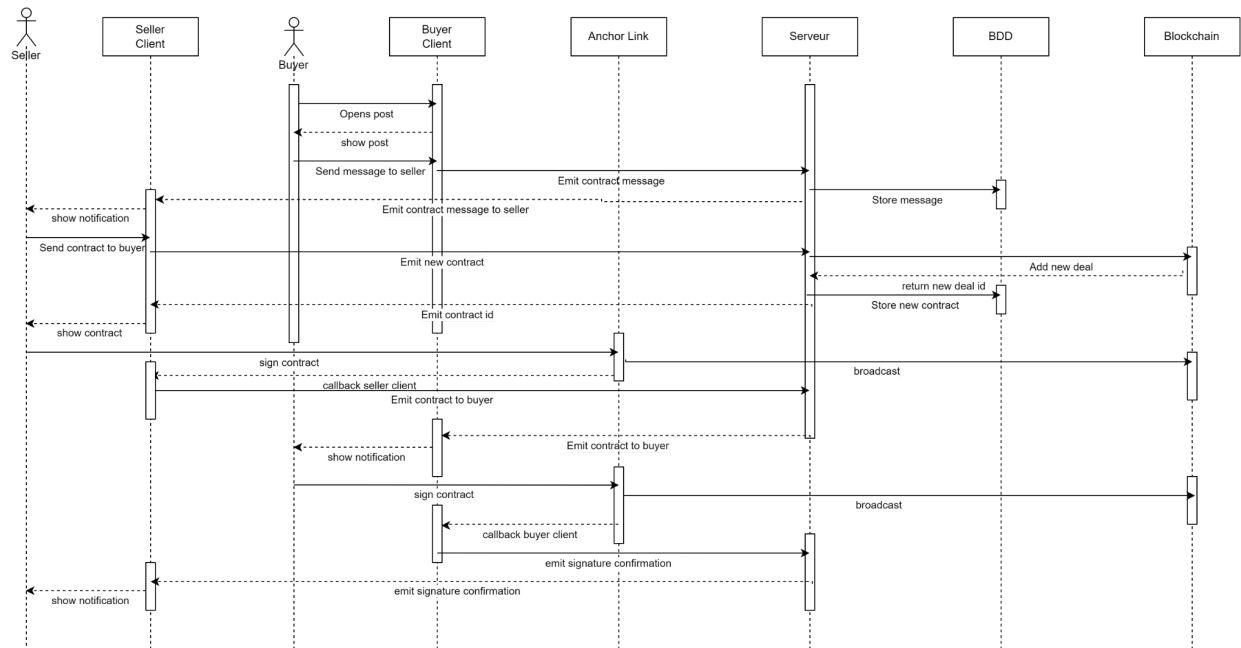 Seller
Client
Buyer
Client
Anchor Link
Serveur
BDD
Blockchain
Seller
Buyer
Opens post
show post
Send message to seller
Emit contract message
Store message
Emit contract message to seller
show notification
Send contract to buyer
Emit new contract
Add new deal
return new deal id
Store new contract
Emit contract id
show contract
sign contract
broadcast
callback seller client
Emit contract to buyer
Emit contract to buyer
show notification
sign contract
broadcast
callback buyer client
emit signature confirmation
emit signature confirmation
show notification